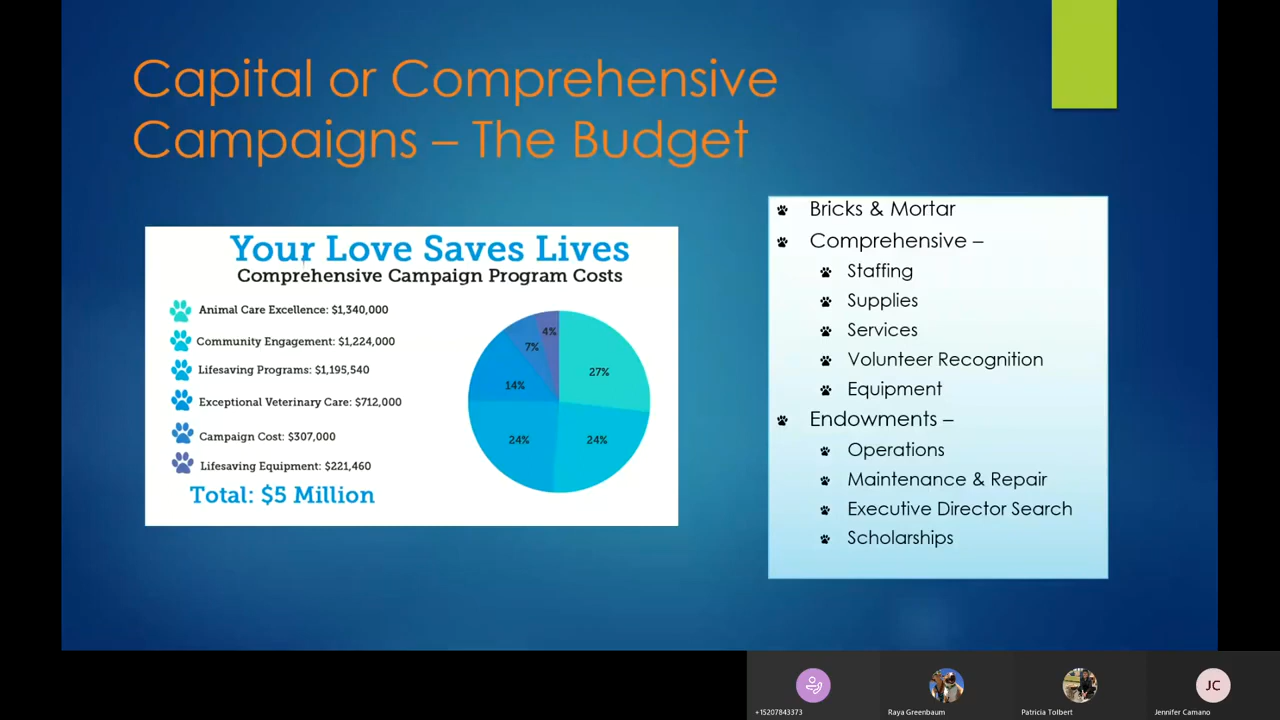 Capital or Comprehensive
Campaigns – The Budget
Your Love Saves Lives
Comprehensive Campaign Program Costs
Animal Care Excellence: $1,340,000
Community Engagement: $1,224,000
Lifesaving Programs: $1,195,540
Exceptional Veterinary Care: $712,000
Campaign Cost: $307,000
Lifesaving Equipment: $221,460
Total: $5 Million
4%
7%
27%
14%
24%
24%
Bricks & Mortar
Comprehensive –
Staffing
Supplies
Services
Volunteer Recognition
Equipment
Endowments –
Operations
Maintenance & Repair
Executive Director Search
Scholarships
JC
+15207843373
Raya Greenbaum
Patricia Tolbert
Jennifer Camano